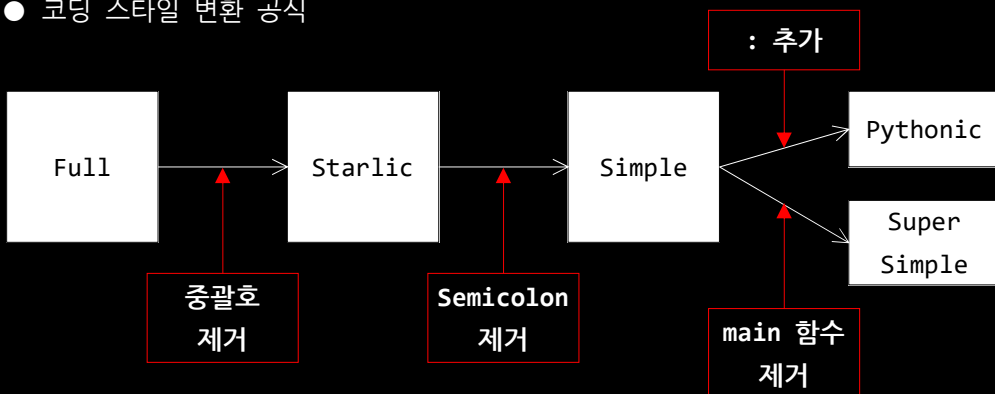 ● 코딩 스타일 변환 공식
: 추가
Full
Starlic
Simple
Pythonic
Super
Simple
중괄호
제거
Semicolon
제거
main 함수
제거